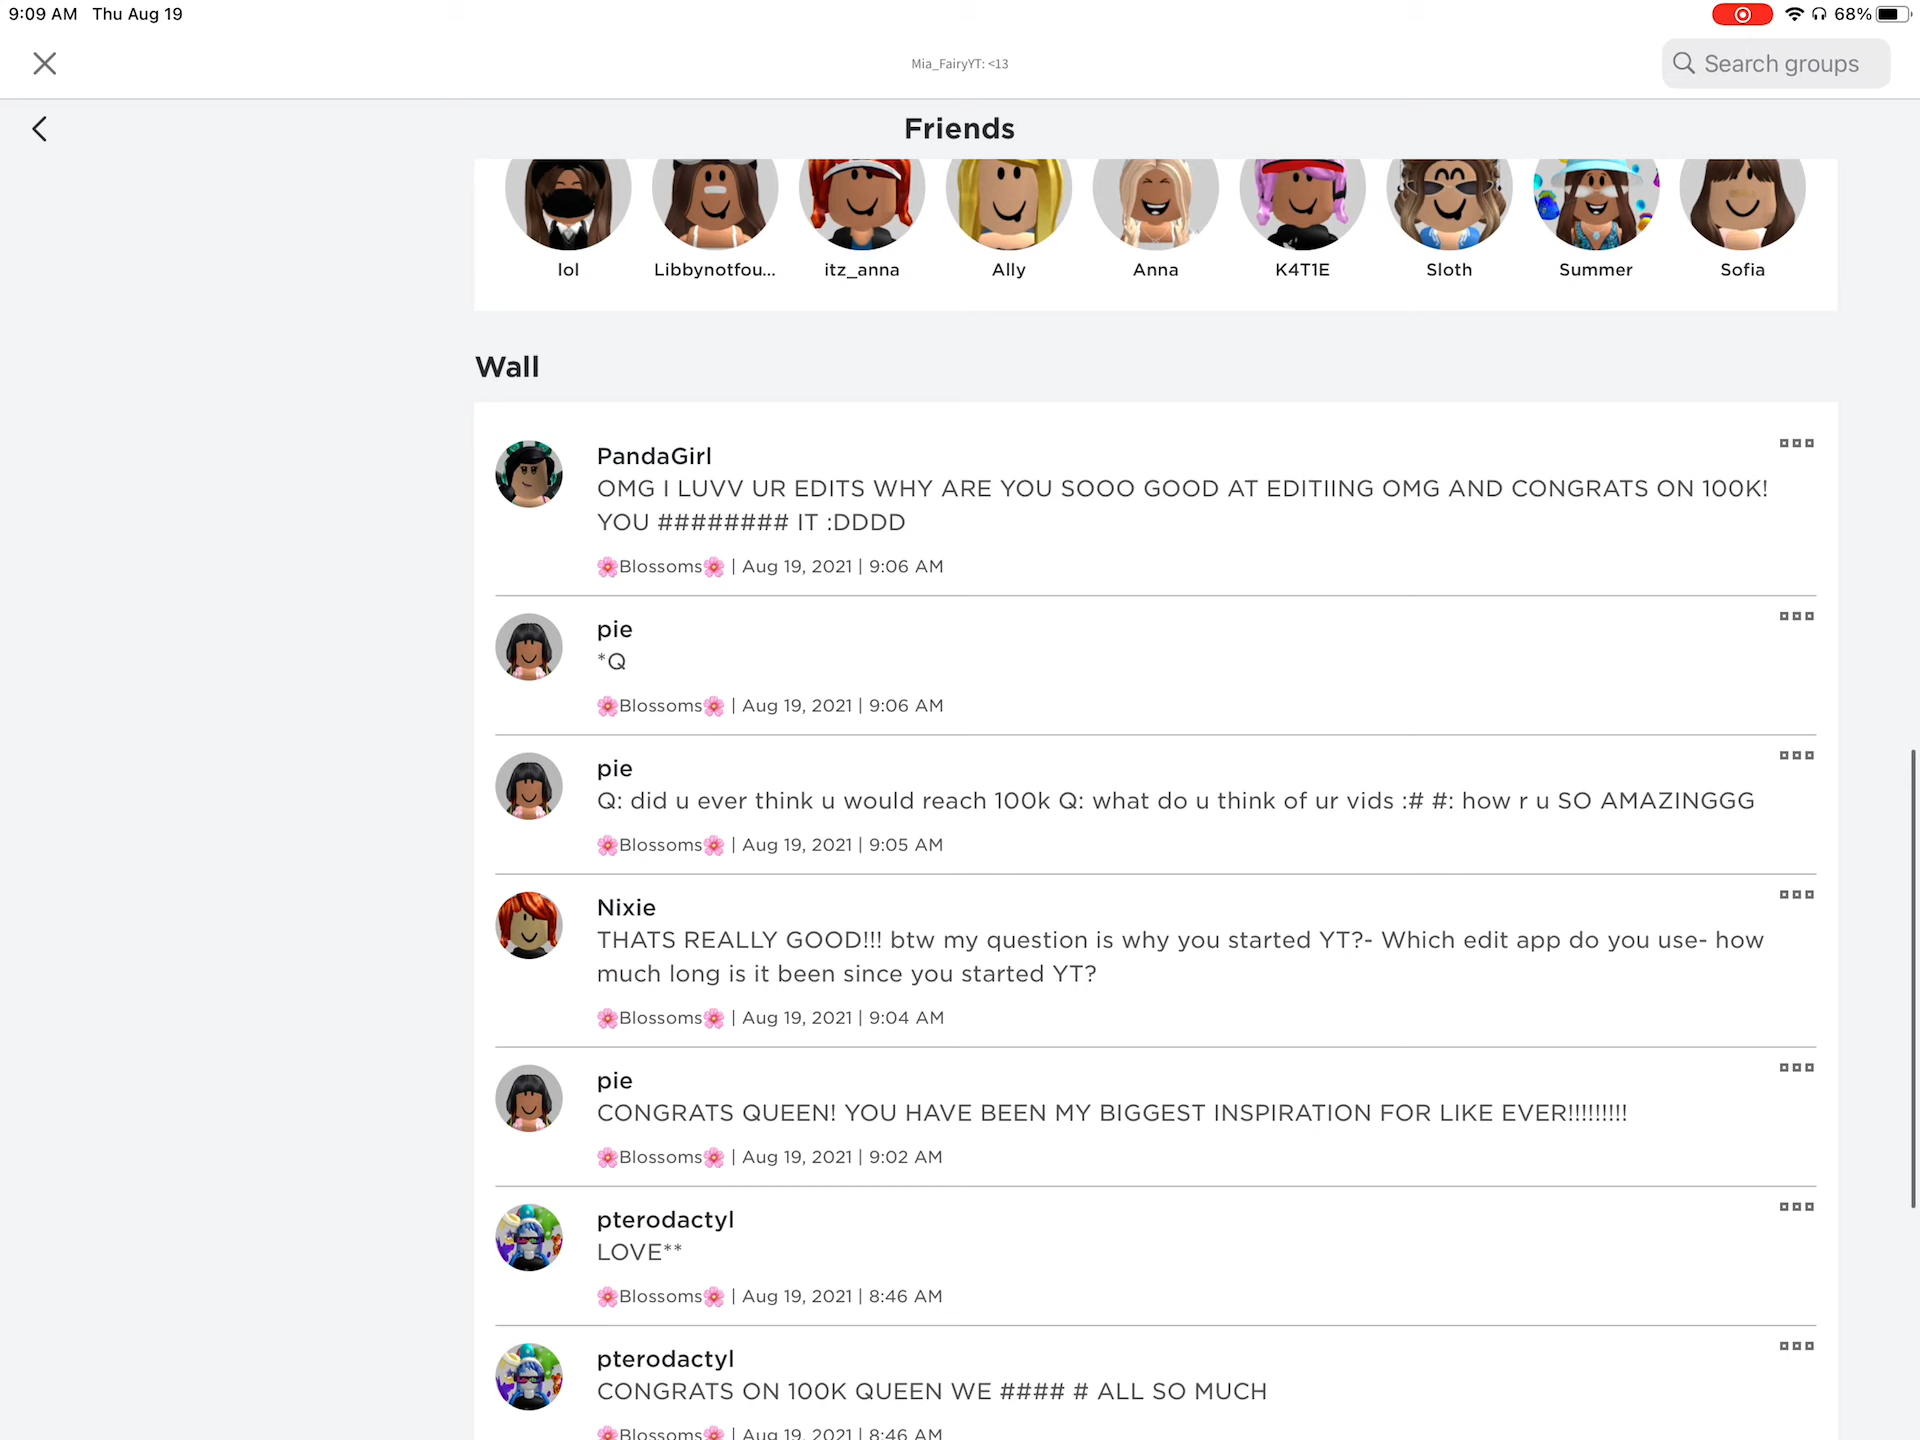 9:09 AM Thu Aug 19
68%
Mia_FairyYT: <13
Search groups
Friends
lol
Libbynotfou...
itz_anna
Ally
Anna
K4T1E
Sloth
Summer
Sofia
Wall
PandaGirl
OMG I LUVV UR EDITS WHY ARE YOU SOOO GOOD AT EDITIING OMG AND CONGRATS ON 100K!
YOU ######## IT :DDDD
🌸Blossoms🌸 | Aug 19, 2021 | 9:06 AM
pie
*Q
🌸Blossoms🌸 | Aug 19, 2021 | 9:06 AM
pie
Q: did u ever think u would reach 100k Q: what do u think of ur vids :# #: how r u SO AMAZINGGG
🌸Blossoms🌸 | Aug 19, 2021 | 9:05 AM
Nixie
THATS REALLY GOOD!!! btw my question is why you started YT?- Which edit app do you use- how
much long is it been since you started YT?
🌸Blossoms🌸 | Aug 19, 2021 | 9:04 AM
pie
CONGRATS QUEEN! YOU HAVE BEEN MY BIGGEST INSPIRATION FOR LIKE EVER!!!!!!!!!
🌸Blossoms🌸 | Aug 19, 2021 | 9:02 AM
pterodactyl
LOVE**
🌸Blossoms🌸 | Aug 19, 2021 | 8:46 AM
pterodactyl
CONGRATS ON 100K QUEEN WE #### # ALL SO MUCH
🌸Blossoms🌸 | Aug 19, 2021 | 8:46 AM